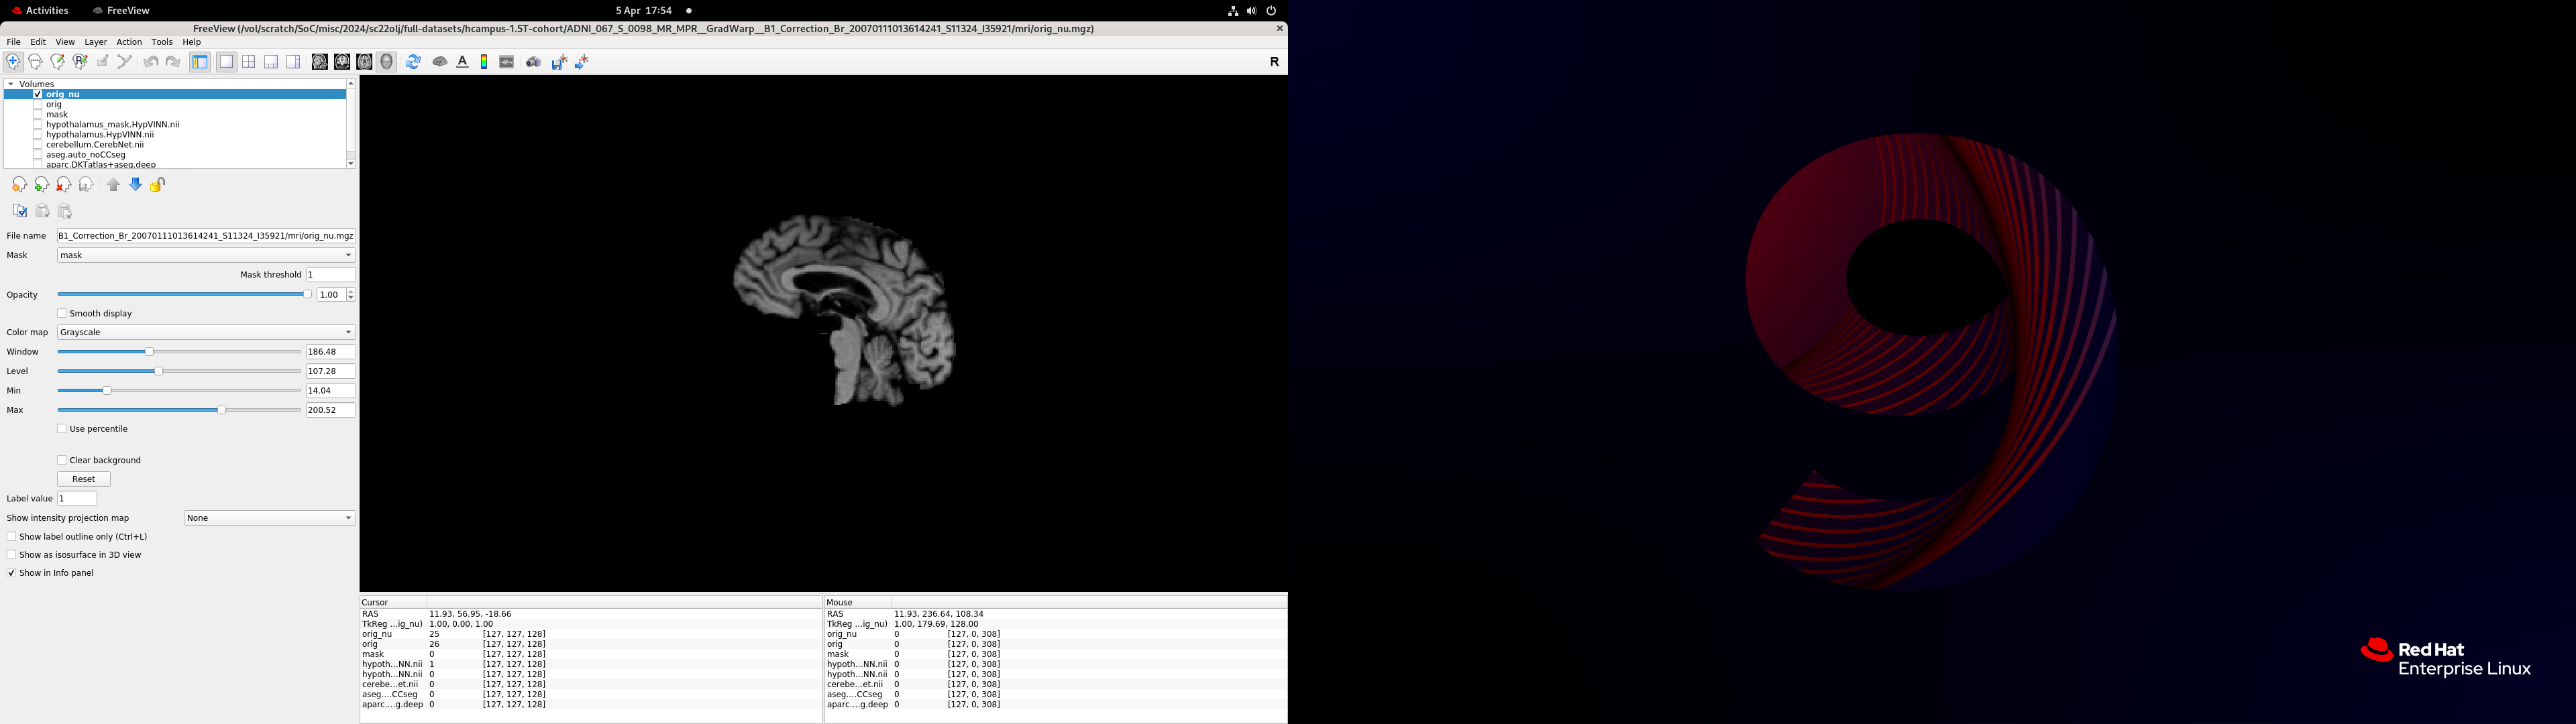 Activities
FreeView
5 Apr 17:54
FreeView (/vol/scratch/SoC/misc/2024/sc22olj/full-datasets/hcampus-1.5T-cohort/ADNI_067_S_0098_MR_MPR__GradWarp__B1_Correction_Br_20070111013614241_S11324_I35921/mri/orig_nu.mgz)
File Edit View Layer Action Tools Help
R
Volumes
orig_nu
orig
mask
hypothalamus_mask.HypVINN.nii
hypothalamus.HypVINN.nii
cerebellum.CerebNet.nii
aseg.auto_noCCseg
aparc.DKTatlas+aseg.deep
File name B1_Correction_Br_20070111013614241_S11324_I35921/mri/orig_nu.mgz
Mask mask
Mask threshold 1
Opacity 1.00
Smooth display
Color map Grayscale
Window 186.48
Level 107.28
Min 14.04
Max 200.52
Use percentile
Clear background
Reset
Label value 1
Show intensity projection map None
Show label outline only (Ctrl+L)
Show as isosurface in 3D view
Show in Info panel
Cursor
RAS 11.93, 56.95, -18.66
TkReg ...ig_nu) 1.00, 0.00, 1.00
orig_nu 25 [127, 127, 128]
orig 26 [127, 127, 128]
mask 0 [127, 127, 128]
hypoth...NN.nii 1 [127, 127, 128]
hypoth...NN.nii 0 [127, 127, 128]
cerebe...et.nii 0 [127, 127, 128]
aseg....CCseg 0 [127, 127, 128]
aparc....g.deep 0 [127, 127, 128]
Mouse
RAS 11.93, 236.64, 108.34
TkReg ...ig_nu) 1.00, 179.69, 128.00
orig_nu 0 [127, 0, 308]
orig 0 [127, 0, 308]
mask 0 [127, 0, 308]
hypoth...NN.nii 0 [127, 0, 308]
hypoth...NN.nii 0 [127, 0, 308]
cerebe...et.nii 0 [127, 0, 308]
aseg....CCseg 0 [127, 0, 308]
aparc....g.deep 0 [127, 0, 308]
Red Hat
Enterprise Linux